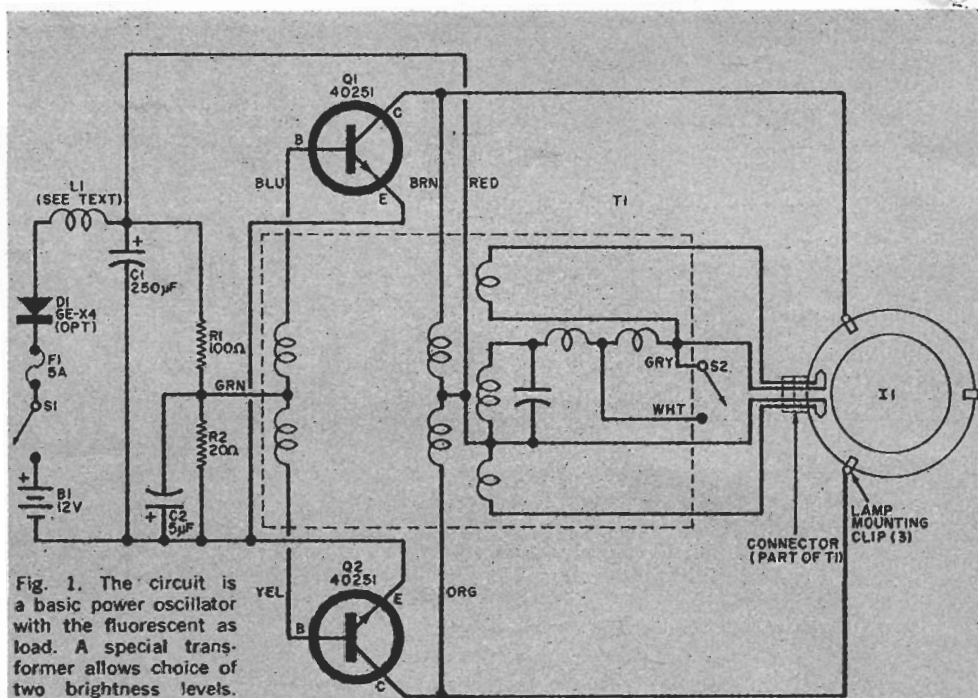 Q1
40251
C
B
E
L1
(SEE TEXT)
BLU
BRN
RED
T1
+
C1
250µF
D1
GE-X4
(OPT)
F1
5A
R1
100Ω
GRN
S1
R2
20Ω
GRY
S2
WHT
I1
+
B1
12V
C2
5µF
+
LAMP
MOUNTING
CLIP (3)
CONNECTOR
(PART OF T1)
Q2
40251
YEL
ORG
E
B
C
Fig. 1. The circuit is
a basic power oscillator
with the fluorescent as
load. A special trans-
former allows choice of
two brightness levels.